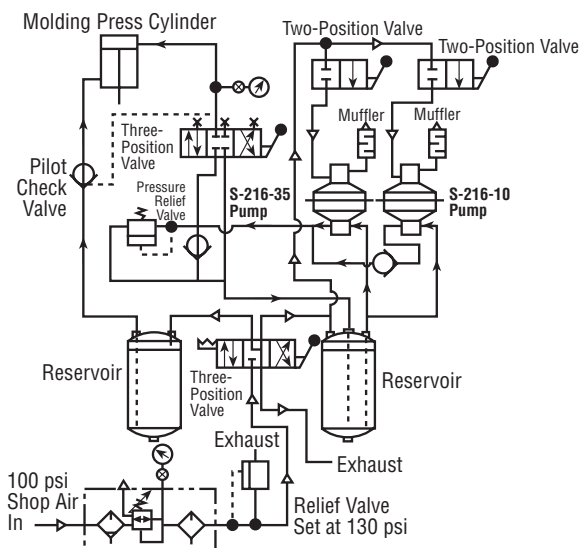 Molding Press Cylinder
Two-Position Valve
Two-Position Valve
Muffler
Muffler
Three-
Position
Valve
Pilot
Check
Valve
Pressure
Relief
Valve
S-216-35
Pump
S-216-10
Pump
Reservoir
Three-
Position
Valve
Reservoir
Exhaust
Exhaust
100 psi
Shop Air
In
Relief Valve
Set at 130 psi